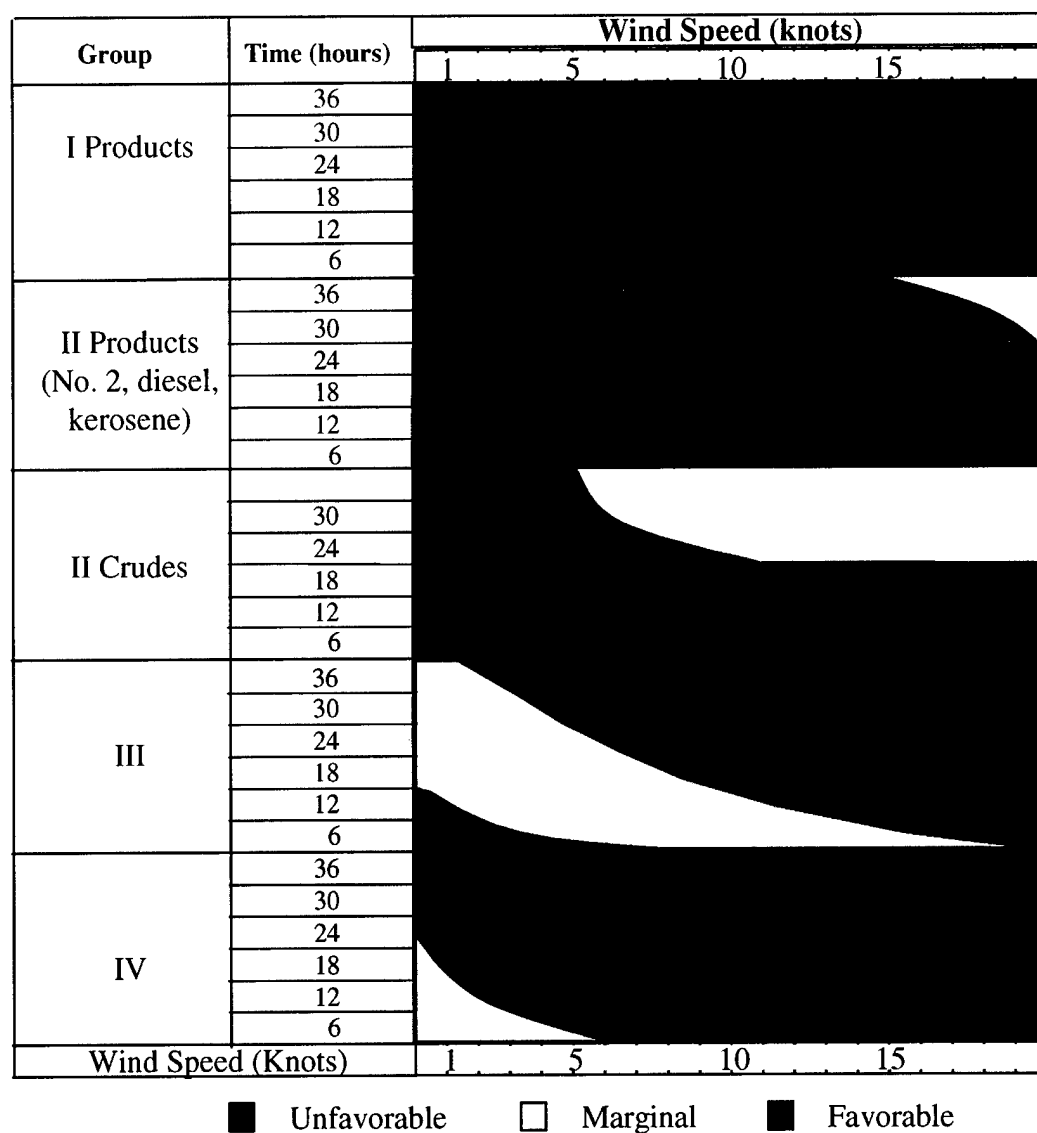 Group Time (hours) Wind Speed (knots)
1 5 10 15
I Products
36
30
24
18
12
6
II Products
(No. 2, diesel,
kerosene)
36
30
24
18
12
6
II Crudes
30
24
18
12
6
III
36
30
24
18
12
6
IV
36
30
24
18
12
6
Wind Speed (Knots) 1 5 10 15
Unfavorable Marginal Favorable